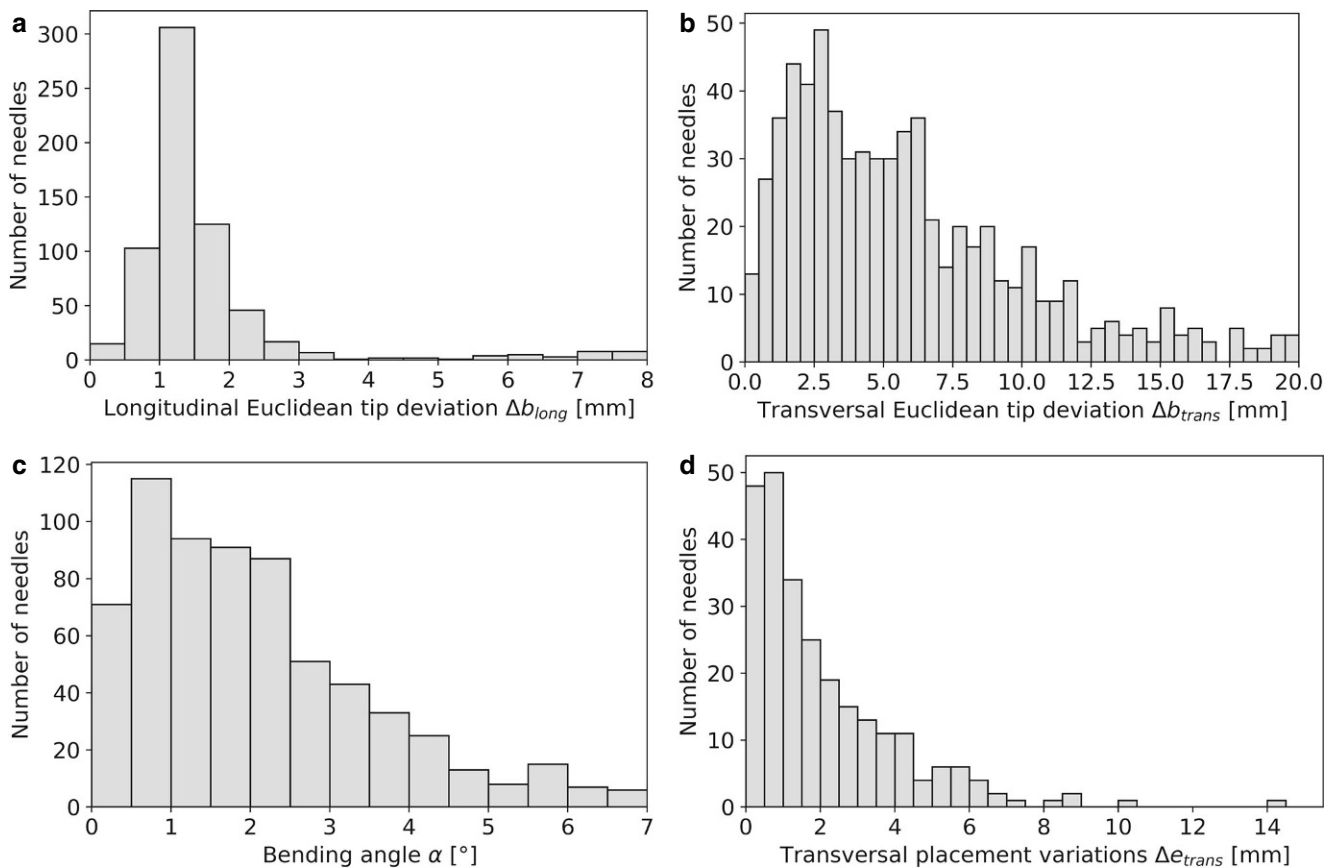 a
300
250
200
150
100
50
0
Number of needles
0 1 2 3 4 5 6 7 8
Longitudinal Euclidean tip deviation Δb_long [mm]
b
50
40
30
20
10
0
Number of needles
0.0 2.5 5.0 7.5 10.0 12.5 15.0 17.5 20.0
Transversal Euclidean tip deviation Δb_trans [mm]
c
120
100
80
60
40
20
0
Number of needles
0 1 2 3 4 5 6 7
Bending angle α [°]
d
50
40
30
20
10
0
Number of needles
0 2 4 6 8 10 12 14
Transversal placement variations Δe_trans [mm]